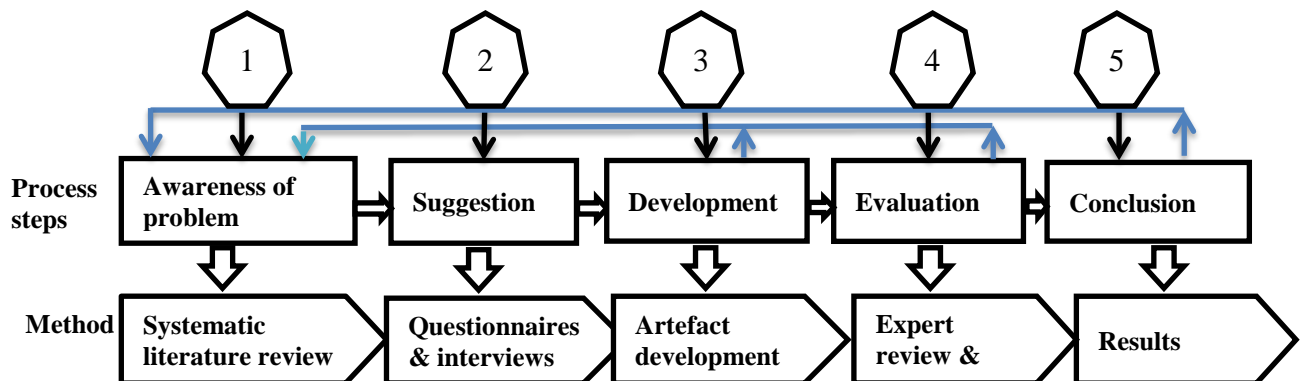 1
2
3
4
5
Process
steps
Awareness of
problem
Suggestion
Development
Evaluation
Conclusion
Method
Systematic
literature review
Questionnaires
& interviews
Artefact
development
Expert
review &
Results